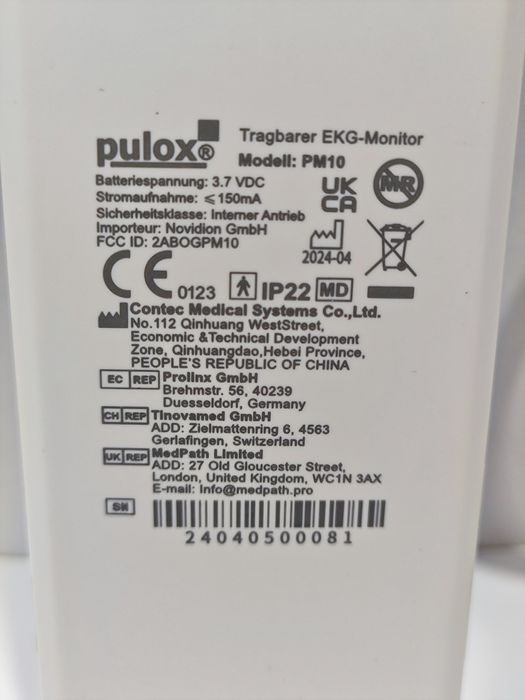 pulox®
Tragbarer EKG-Monitor
Modell: PM10
Batteriespannung: 3.7 VDC
Stromaufnahme: ≤150mA
Sicherheitsklasse: Interner Antrieb
Importeur: Novidion GmbH
FCC ID: 2ABOGPM10
UK
CA
MR
2024-04
CE 0123
IP22 MD
Contec Medical Systems Co.,Ltd.
No.112 Qinhuang WestStreet,
Economic &Technical Development
Zone, Qinhuangdao,Hebei Province,
PEOPLE'S REPUBLIC OF CHINA
EC REP Prolinx GmbH
Brehmstr. 56, 40239
Duesseldorf, Germany
CH REP Tinovamed GmbH
ADD: Zielmattenring 6, 4563
Gerlafingen, Switzerland
UK REP MedPath Limited
ADD: 27 Old Gloucester Street,
London, United Kingdom, WC1N 3AX
E-mail: info@medpath.pro
SN
24040500081